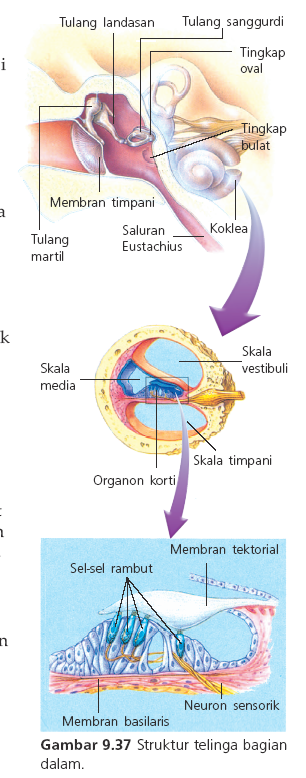 Tulang landasan
Tulang sanggurdi
Tingkap
oval
Tingkap
bulat
Membran timpani
Tulang
martil
Saluran
Eustachius
Koklea
Skala
media
Skala
vestibuli
Skala timpani
Organon korti
Membran tektorial
Sel-sel rambut
Neuron sensorik
Membran basilaris
Gambar 9.37 Struktur telinga bagian
dalam.